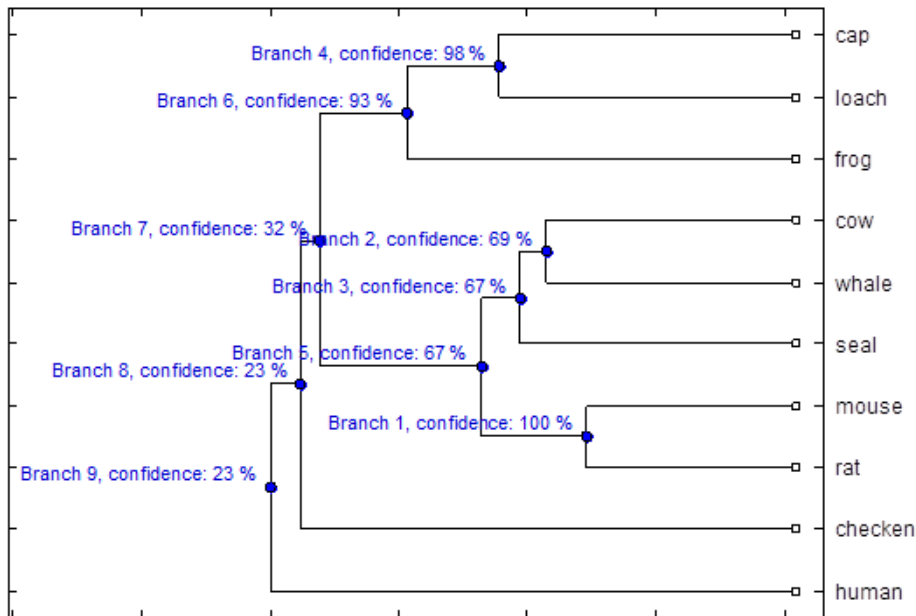 cap
Branch 4, confidence: 98 %
loach
Branch 6, confidence: 93 %
frog
cow
Branch 7, confidence: 32 %
Branch 2, confidence: 69 %
whale
Branch 3, confidence: 67 %
seal
Branch 5, confidence: 67 %
Branch 8, confidence: 23 %
mouse
Branch 1, confidence: 100 %
rat
Branch 9, confidence: 23 %
checken
human